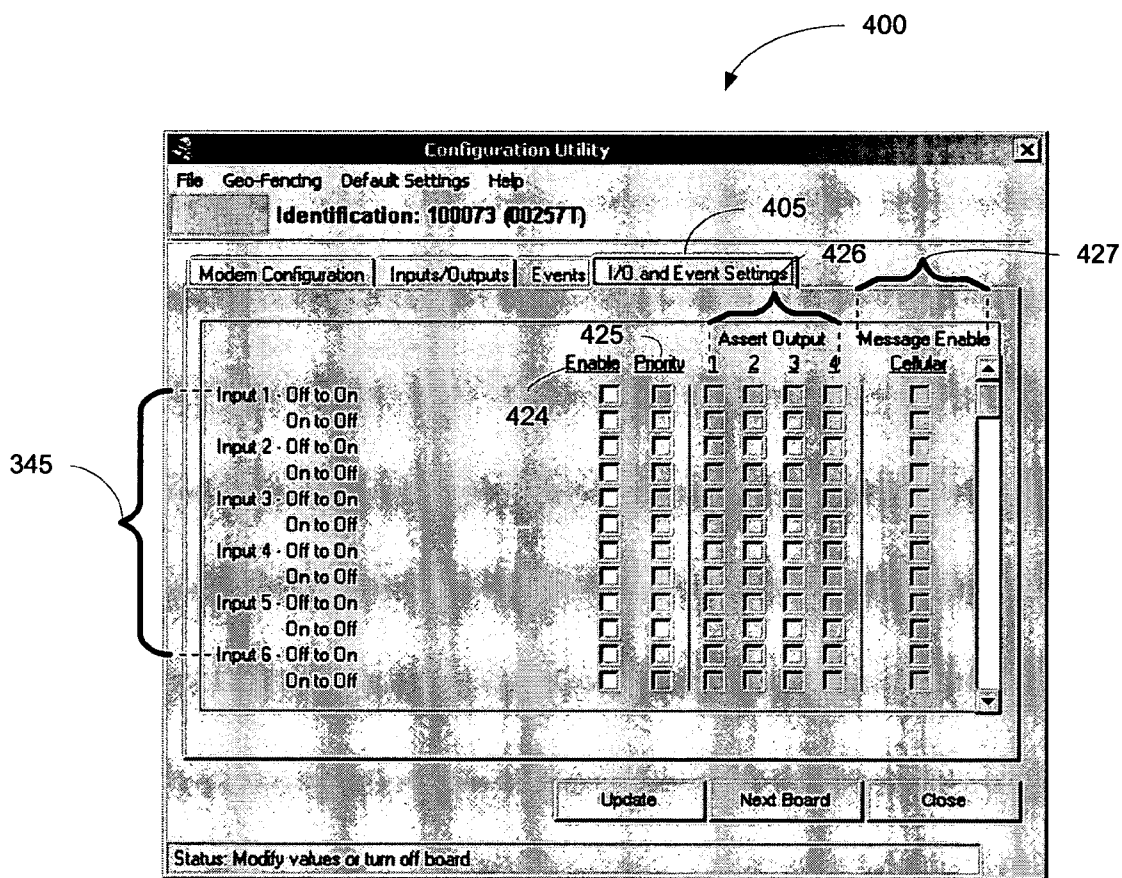 400
Configuration Utility
File Geo-Fencing Default Settings Help
Identification: 100073 (00257T)
405
426
427
Modem Configuration Inputs/Outputs Events I/O and Event Settings
425
Assert Output Message Enable
Enable Priority 1 2 3 4 Cellular
424
345
Input 1 - Off to On
On to Off
Input 2 - Off to On
On to Off
Input 3 - Off to On
On to Off
Input 4 - Off to On
On to Off
Input 5 - Off to On
On to Off
Input 6 - Off to On
On to Off
Update Next Board Close
Status: Modify values or turn off board